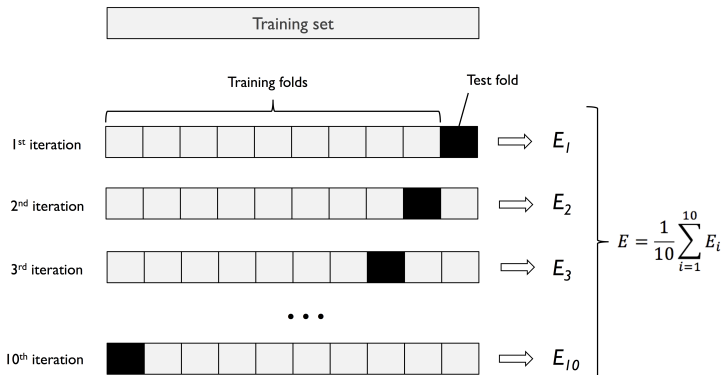 Training set
Training folds
Test fold
1st iteration
E1
2nd iteration
E2
3rd iteration
E3
E = 1/10 10∑i=1 Ei
• • •
10th iteration
E10